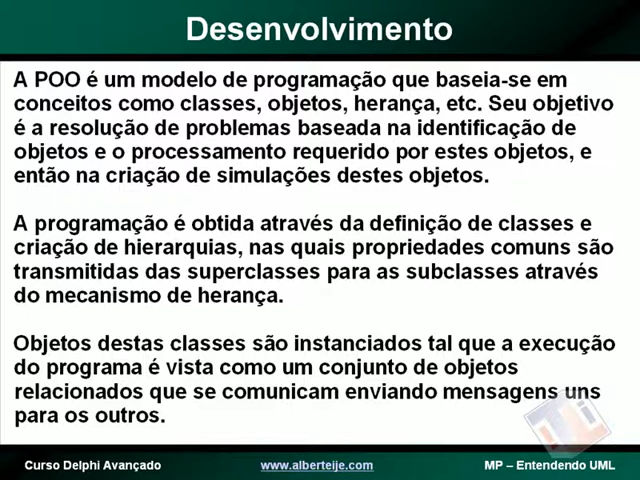 Desenvolvimento
A POO é um modelo de programação que baseia-se em
conceitos como classes, objetos, herança, etc. Seu objetivo
é a resolução de problemas baseada na identificação de
objetos e o processamento requerido por estes objetos, e
então na criação de simulações destes objetos.
A programação é obtida através da definição de classes e
criação de hierarquias, nas quais propriedades comuns são
transmitidas das superclasses para as subclasses através
do mecanismo de herança.
Objetos destas classes são instanciados tal que a execução
do programa é vista como um conjunto de objetos
relacionados que se comunicam enviando mensagens uns
para os outros.
Curso Delphi Avançado www.alberteije.com MP – Entendendo UML